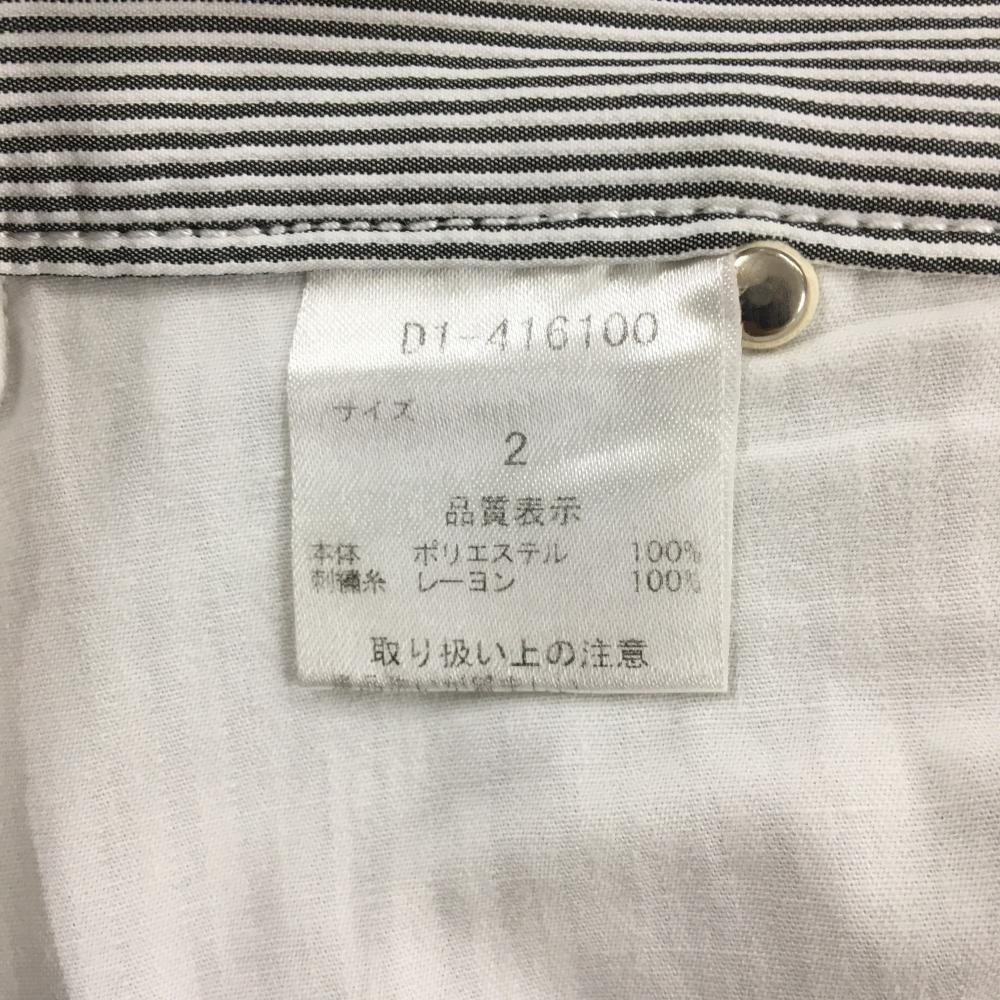 D1-416100
サイズ
2
品質表示
本体 ポリエステル 100%
刺繍糸 レーヨン 100%
取り扱い上の注意